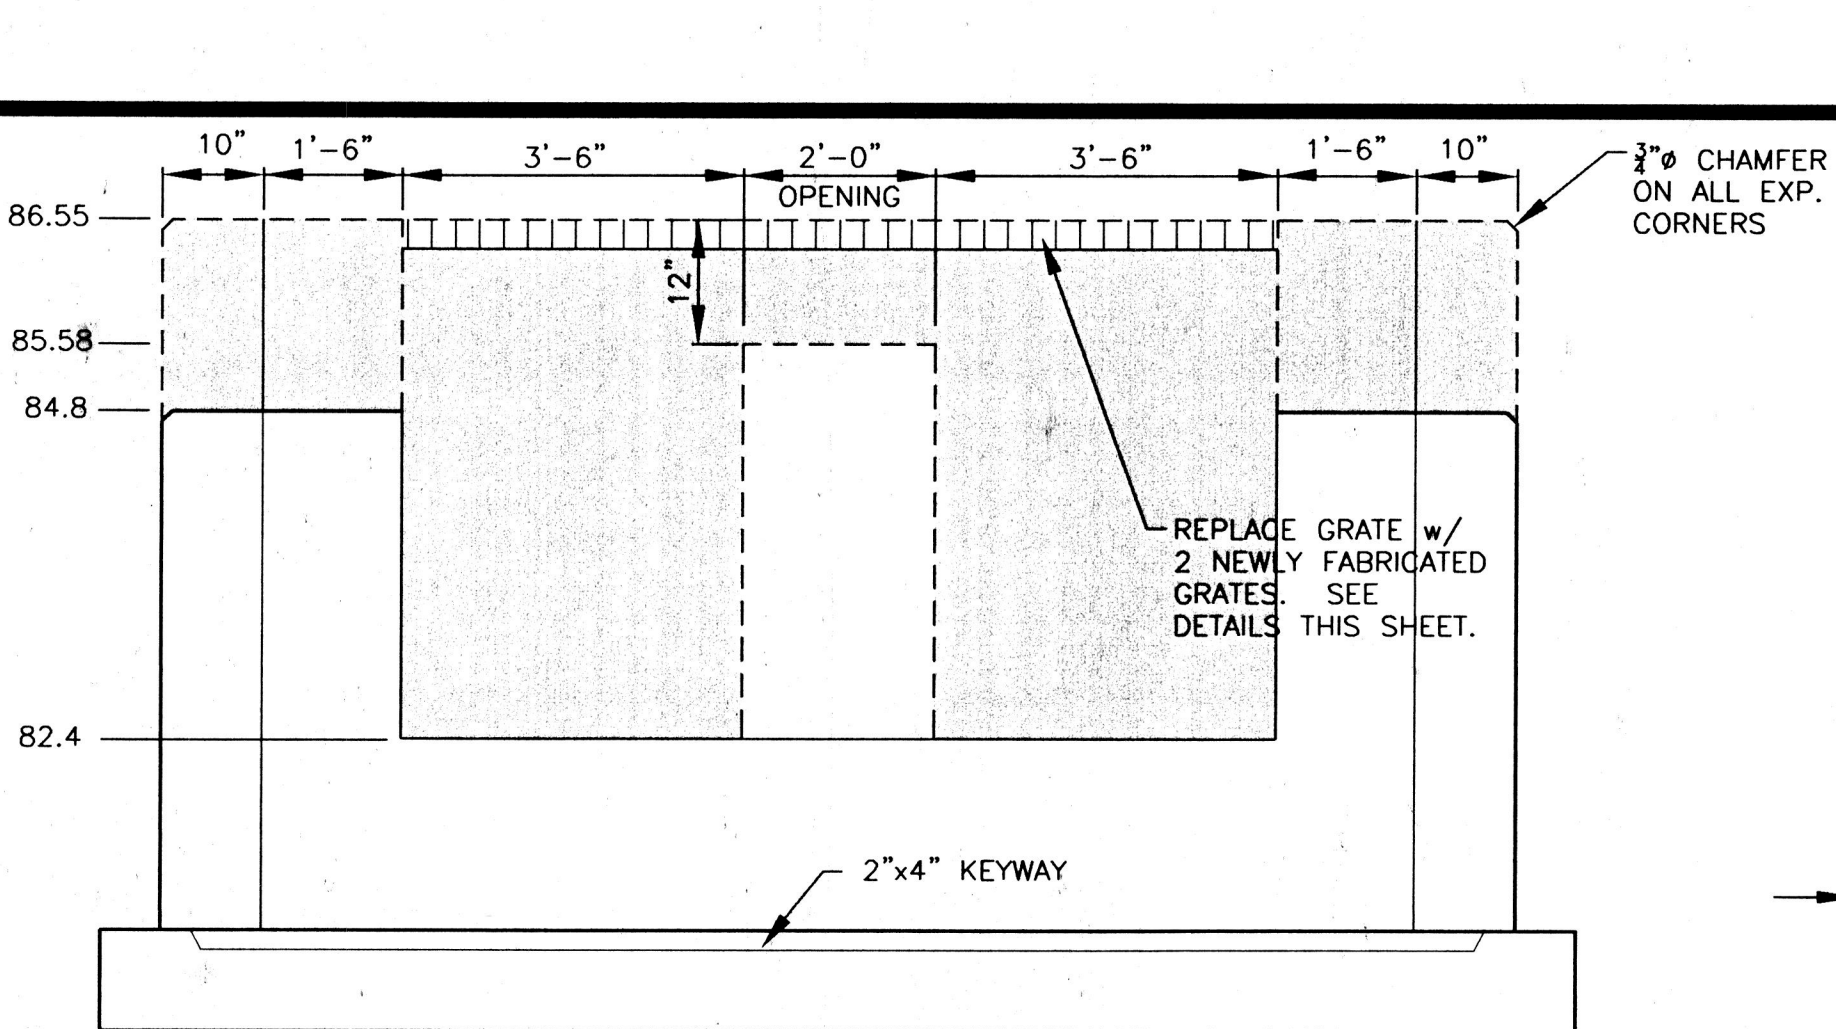 10"
1'-6"
3'-6"
2'-0"
3'-6"
1'-6"
10"
OPENING
3/4"ø CHAMFER
ON ALL EXP.
CORNERS
86.55
12"
85.58
84.8
REPLACE GRATE w/
2 NEWLY FABRICATED
GRATES. SEE
DETAILS THIS SHEET.
82.4
2"x4" KEYWAY